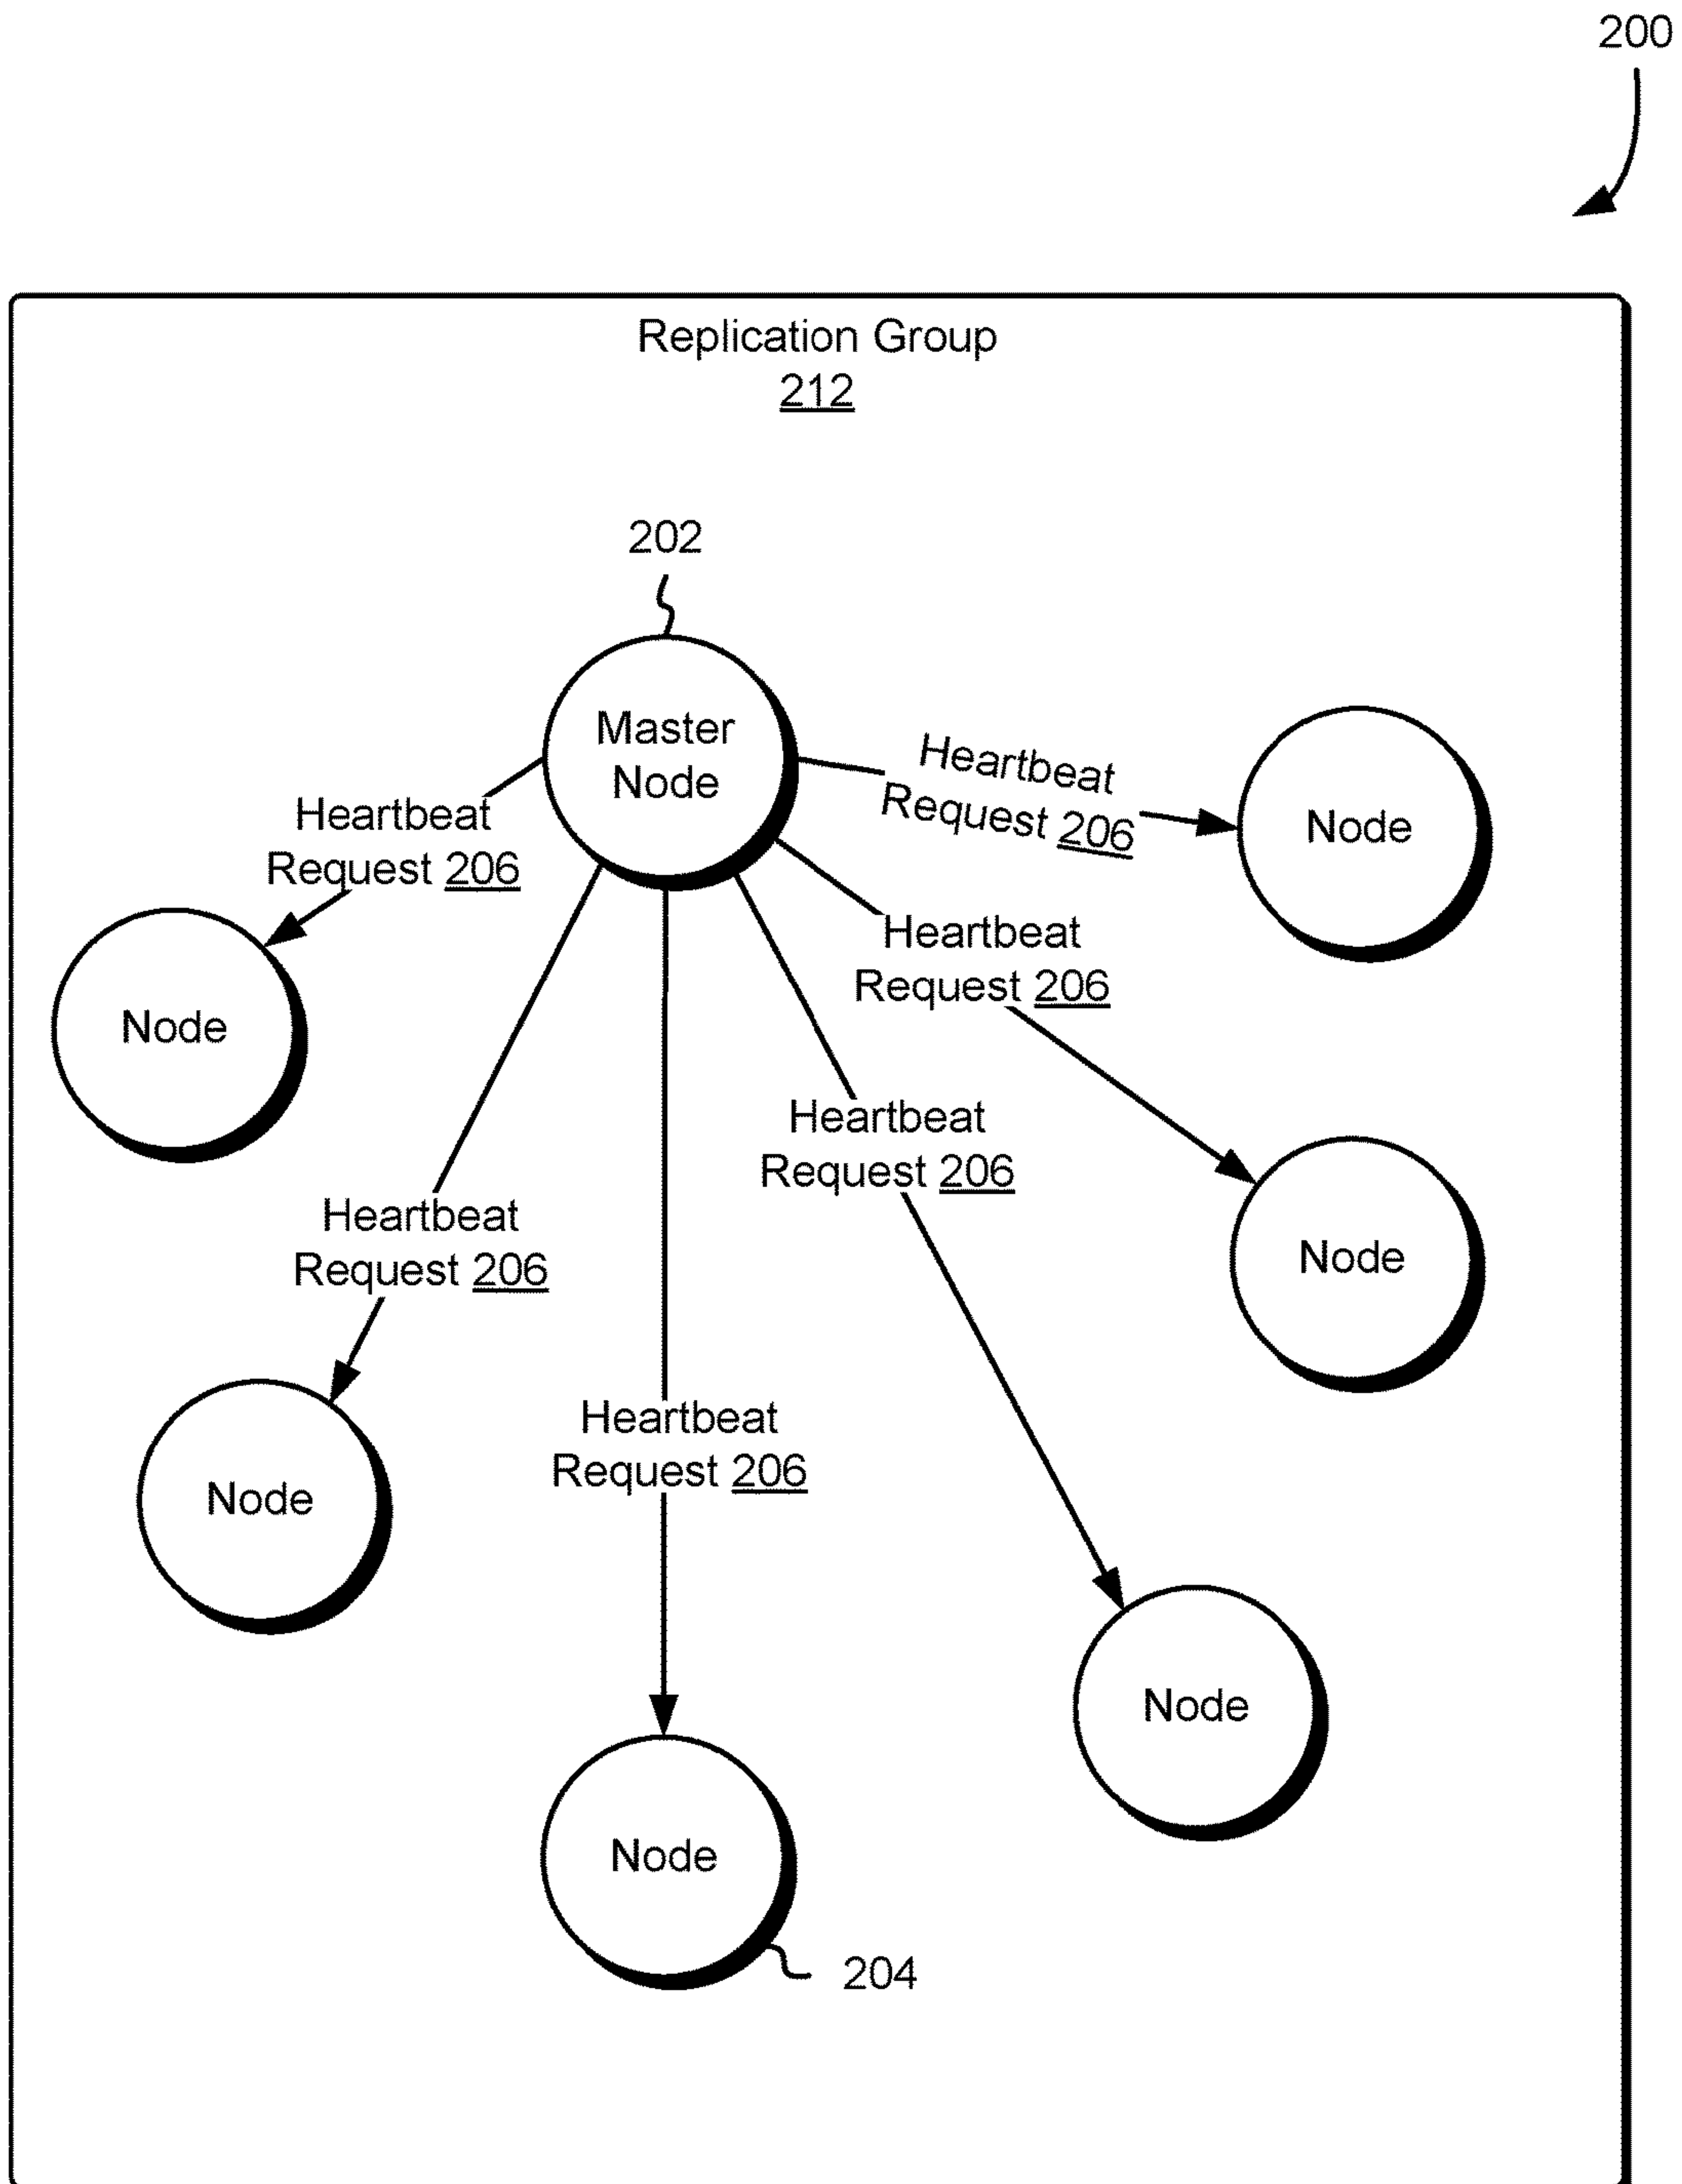 200
Replication Group
212
202
Master
Node
Heartbeat
Request 206
Node
Heartbeat
Request 206
Node
Heartbeat
Request 206
Node
Heartbeat
Request 206
Node
Heartbeat
Request 206
Node
Heartbeat
Request 206
Node
204